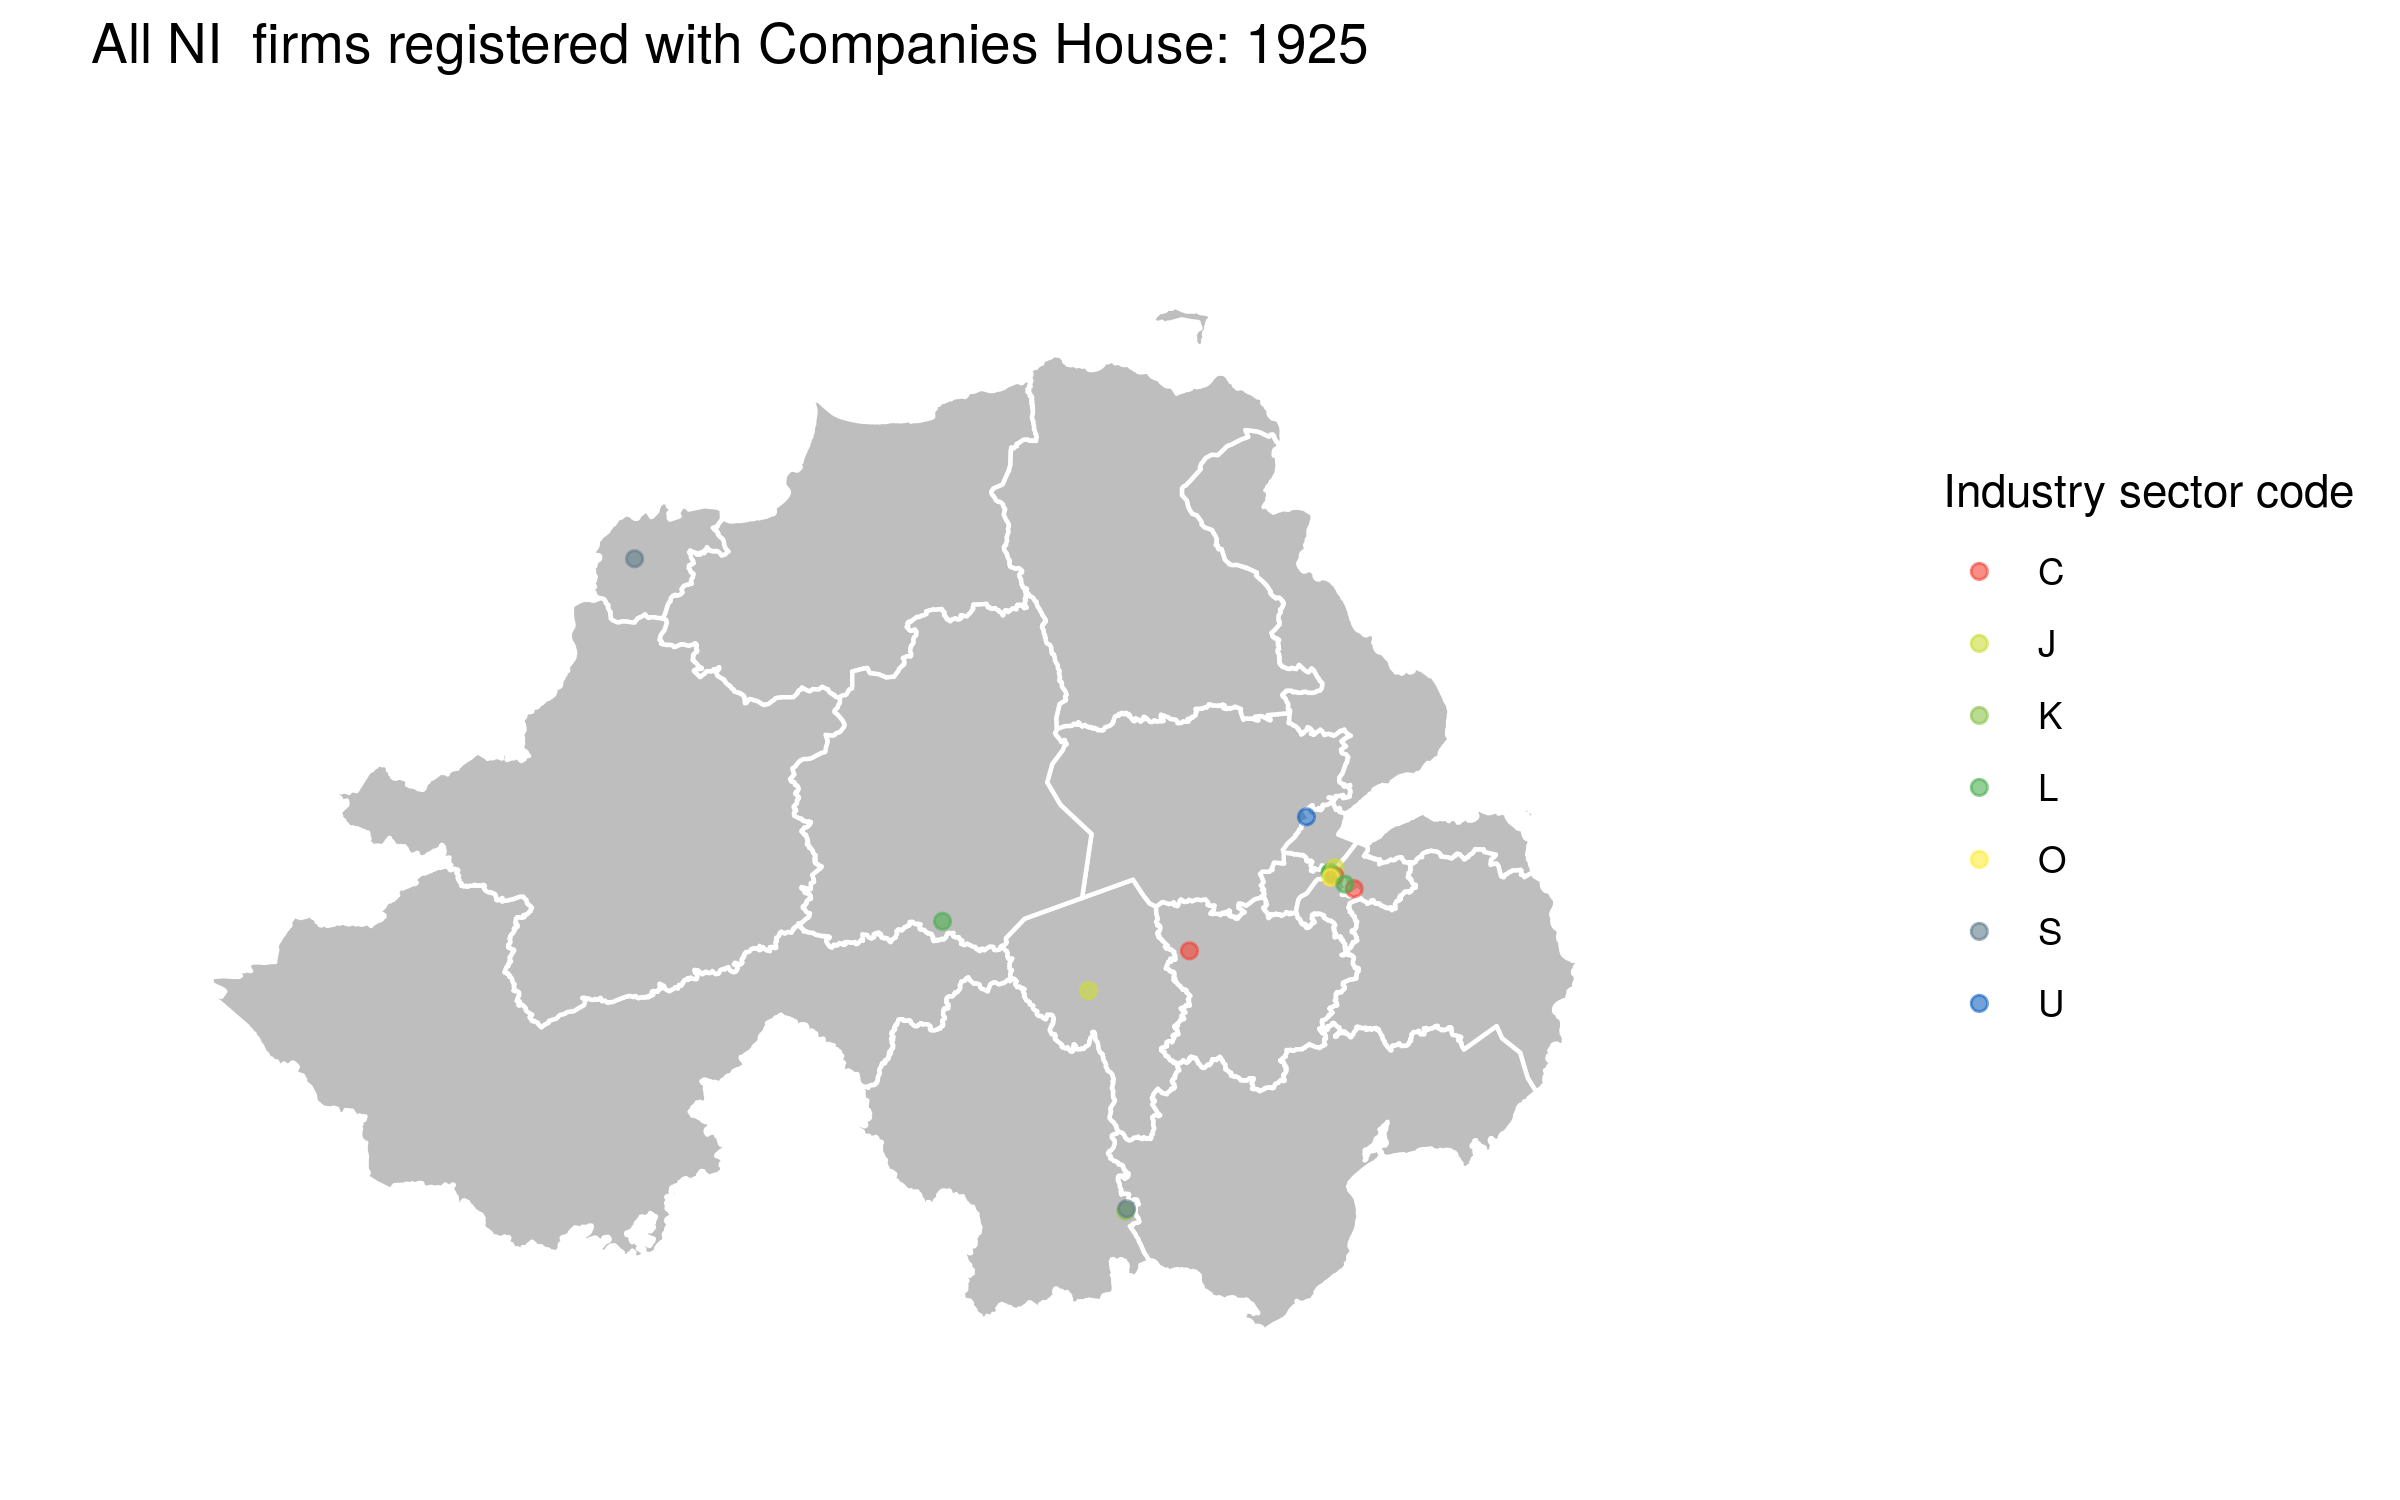 All NI  firms registered with Companies House: 1925
Industry sector code
C
J
K
L
O
S
U